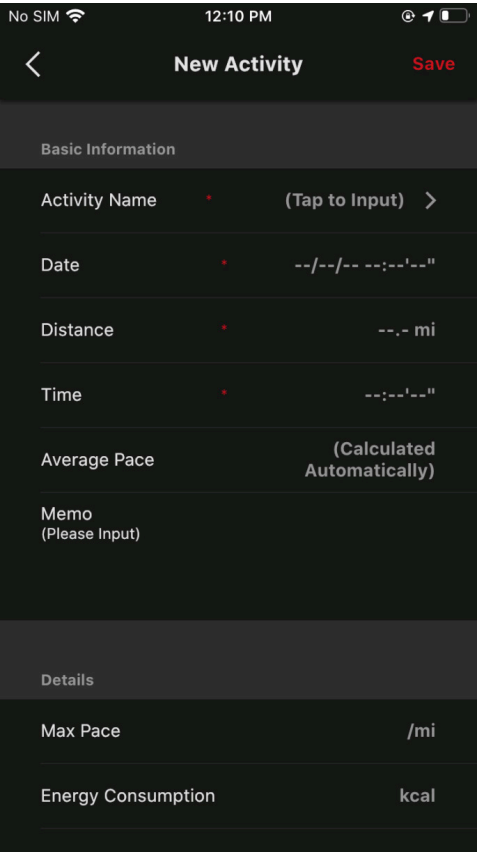 No SIM 12:10 PM
New Activity Save
Basic Information
Activity Name * (Tap to Input)
Date * --/--/-- --:--'--"
Distance * --.- mi
Time * --:--'--"
Average Pace (Calculated
Automatically)
Memo
(Please Input)
Details
Max Pace /mi
Energy Consumption kcal